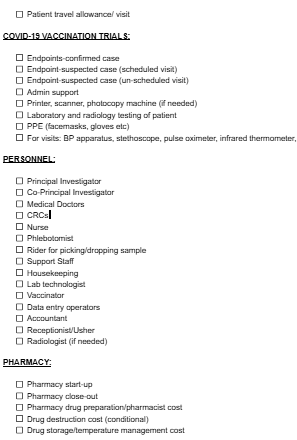 ☐ Patient travel allowance/ visit
COVID-19 VACCINATION TRIALS:
☐ Endpoints-confirmed case
☐ Endpoint-suspected case (scheduled visit)
☐ Endpoint-suspected case (un-scheduled visit)
☐ Admin support
☐ Printer, scanner, photocopy machine (if needed)
☐ Laboratory and radiology testing of patient
☐ PPE (facemasks, gloves etc)
☐ For visits: BP apparatus, stethoscope, pulse oximeter, infrared thermometer,
PERSONNEL:
☐ Principal Investigator
☐ Co-Principal Investigator
☐ Medical Doctors
☐ CRCs
☐ Nurse
☐ Phlebotomist
☐ Rider for picking/dropping sample
☐ Support Staff
☐ Housekeeping
☐ Lab technologist
☐ Vaccinator
☐ Data entry operators
☐ Accountant
☐ Receptionist/Usher
☐ Radiologist (if needed)
PHARMACY:
☐ Pharmacy start-up
☐ Pharmacy close-out
☐ Pharmacy drug preparation/pharmacist cost
☐ Drug destruction cost (conditional)
☐ Drug storage/temperature management cost